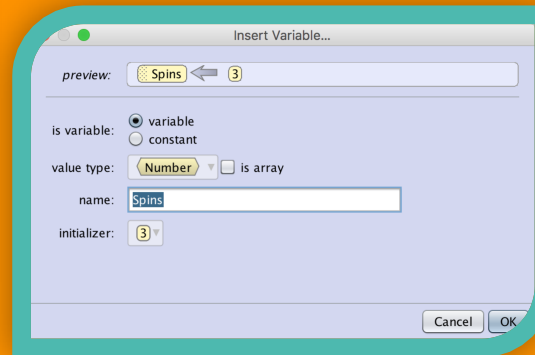 Insert Variable...
preview: Spins 3
is variable: variable
constant
value type: Number is array
name: Spins
initializer: 3
Cancel OK